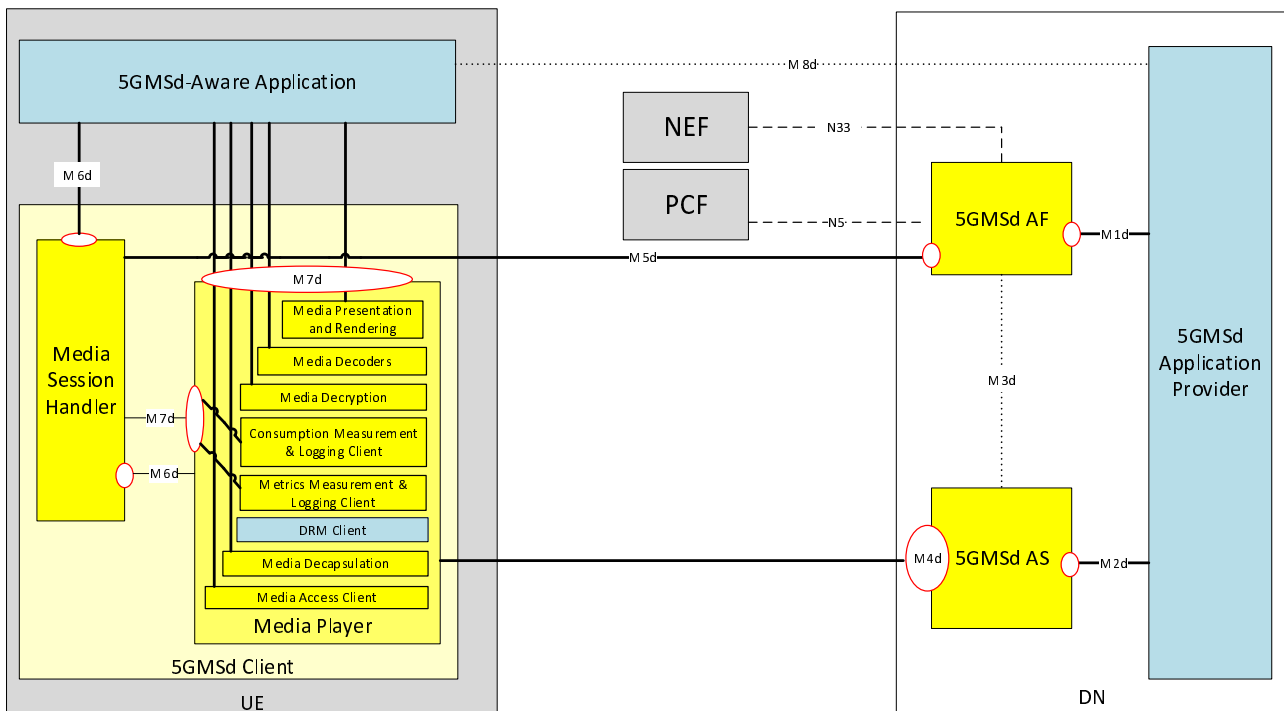 5GMSd-Aware Application
M8d
NEF
N33
M6d
PCF
N5
5GMSd AF
M1d
M5d
M7d
Media Presentation
and Rendering
Media
Session
Handler
Media Decoders
5GMSd
Application
Provider
M3d
Media Decryption
M7d
Consumption Measurement
& Logging Client
M6d
Metrics Measurement &
Logging Client
DRM Client
Media Decapsulation
M4d
5GMSd AS
M2d
Media Access Client
Media Player
5GMSd Client
UE
DN